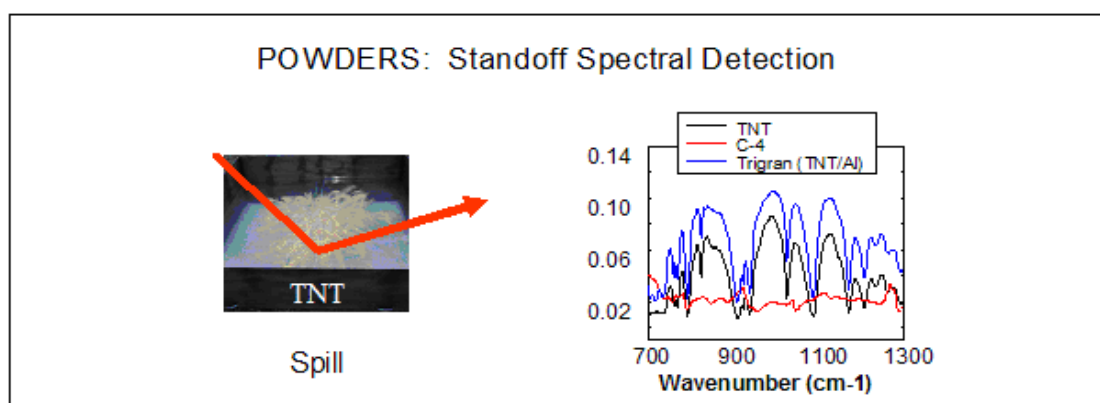 POWDERS: Standoff Spectral Detection
TNT
Spill
TNT
C-4
Trigran (TNT/Al)
0.14
0.10
0.06
0.02
700 900 1100 1300
Wavenumber (cm-1)